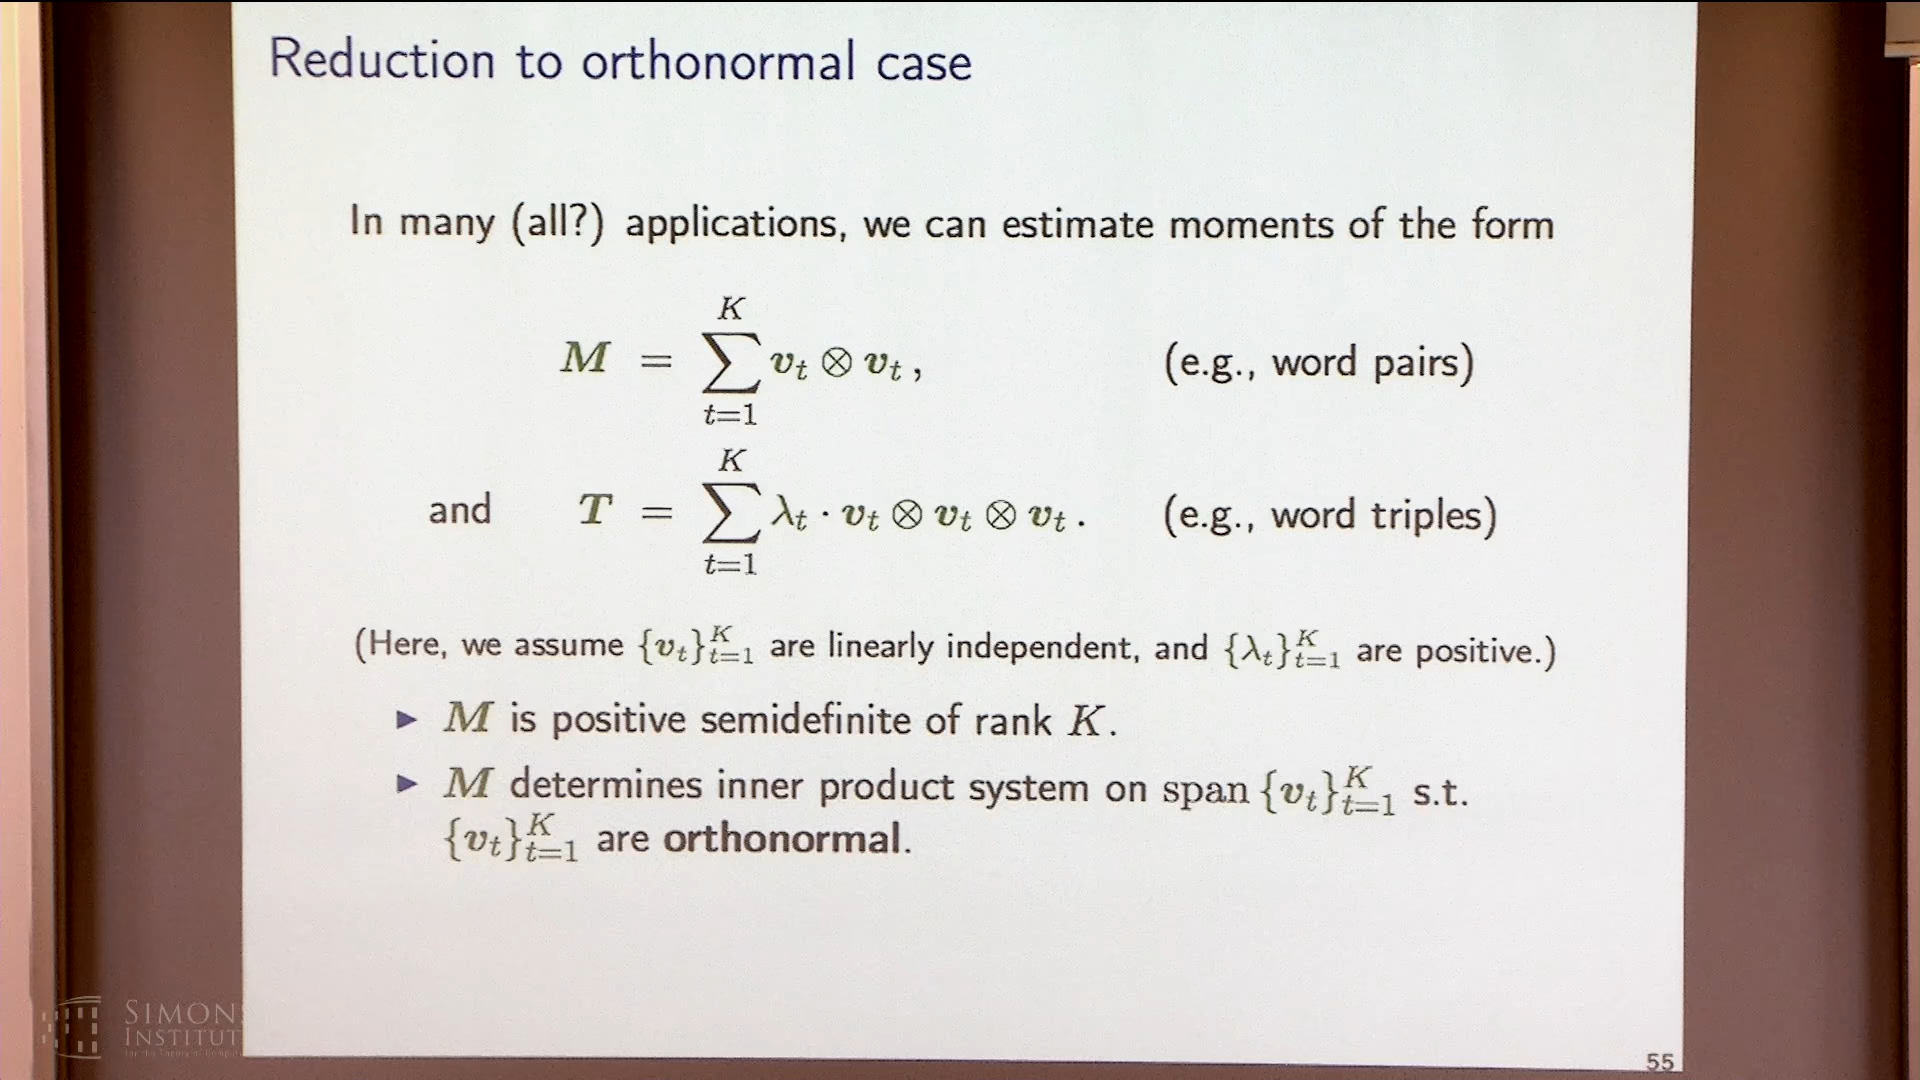 Reduction to orthonormal case
In many (all?) applications, we can estimate moments of the form
M = ∑_{t=1}^{K} v_t ⊗ v_t , (e.g., word pairs)
and T = ∑_{t=1}^{K} λ_t · v_t ⊗ v_t ⊗ v_t . (e.g., word triples)
(Here, we assume {v_t}_{t=1}^{K} are linearly independent, and {λ_t}_{t=1}^{K} are positive.)
▶ M is positive semidefinite of rank K.
▶ M determines inner product system on span {v_t}_{t=1}^{K} s.t.
{v_t}_{t=1}^{K} are orthonormal.
SIMONS
INSTITUT
55